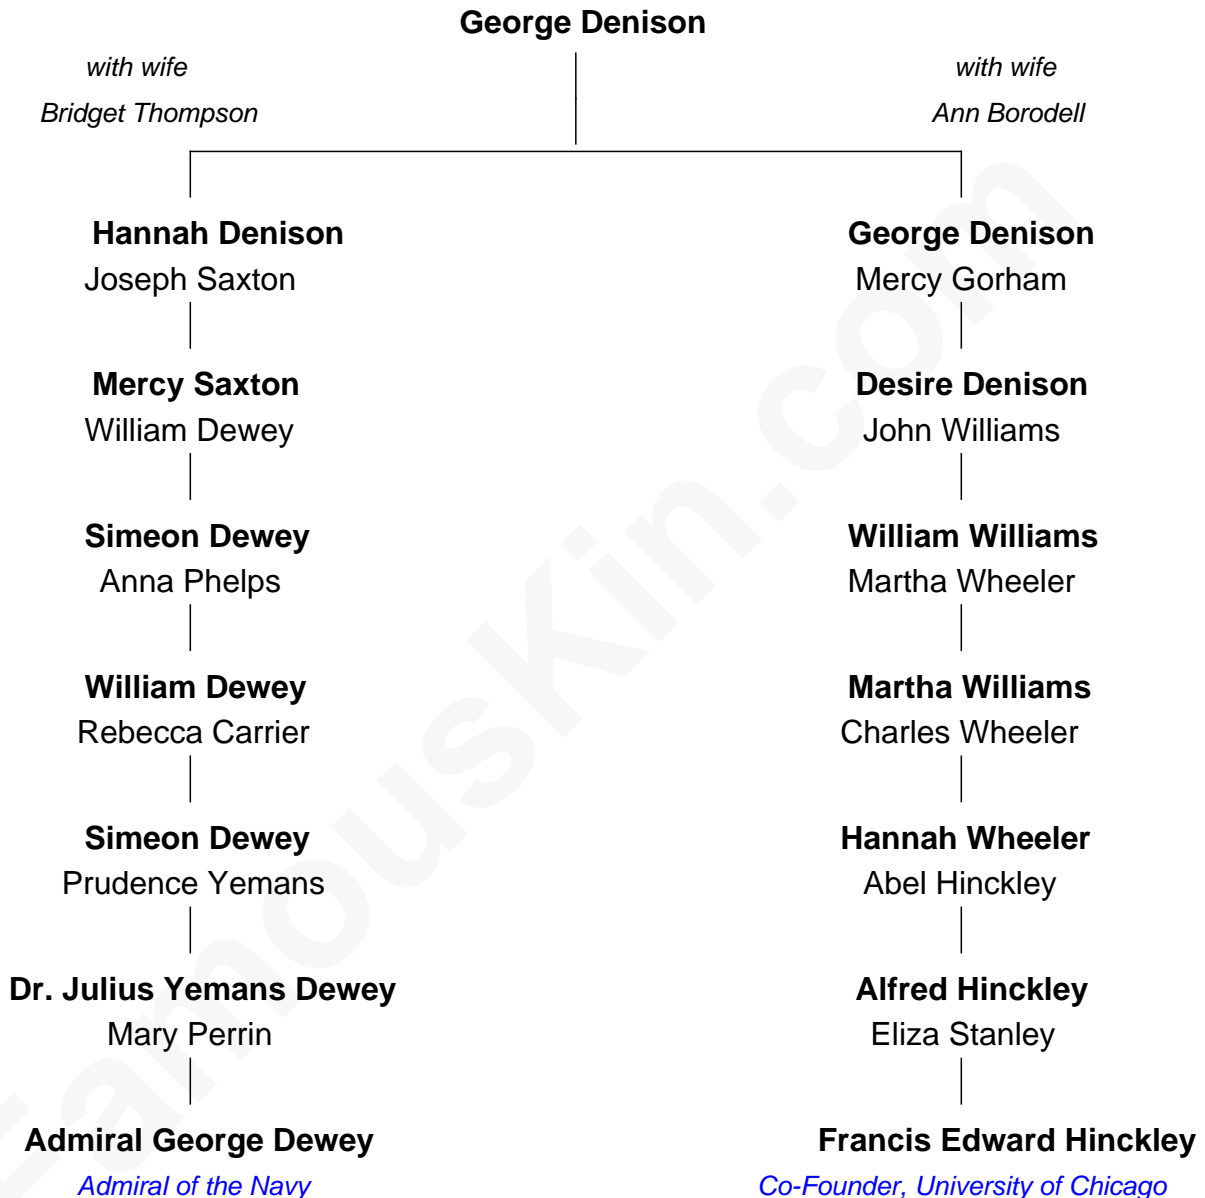 George Denison
with wife
Bridget Thompson
with wife
Ann Borodell
Hannah Denison
Joseph Saxton
George Denison
Mercy Gorham
Mercy Saxton
William Dewey
Desire Denison
John Williams
Simeon Dewey
Anna Phelps
William Williams
Martha Wheeler
William Dewey
Rebecca Carrier
Martha Williams
Charles Wheeler
Simeon Dewey
Prudence Yemans
Hannah Wheeler
Abel Hinckley
Dr. Julius Yemans Dewey
Mary Perrin
Alfred Hinckley
Eliza Stanley
Admiral George Dewey
Admiral of the Navy
Francis Edward Hinckley
Co-Founder, University of Chicago
FamousKin.com